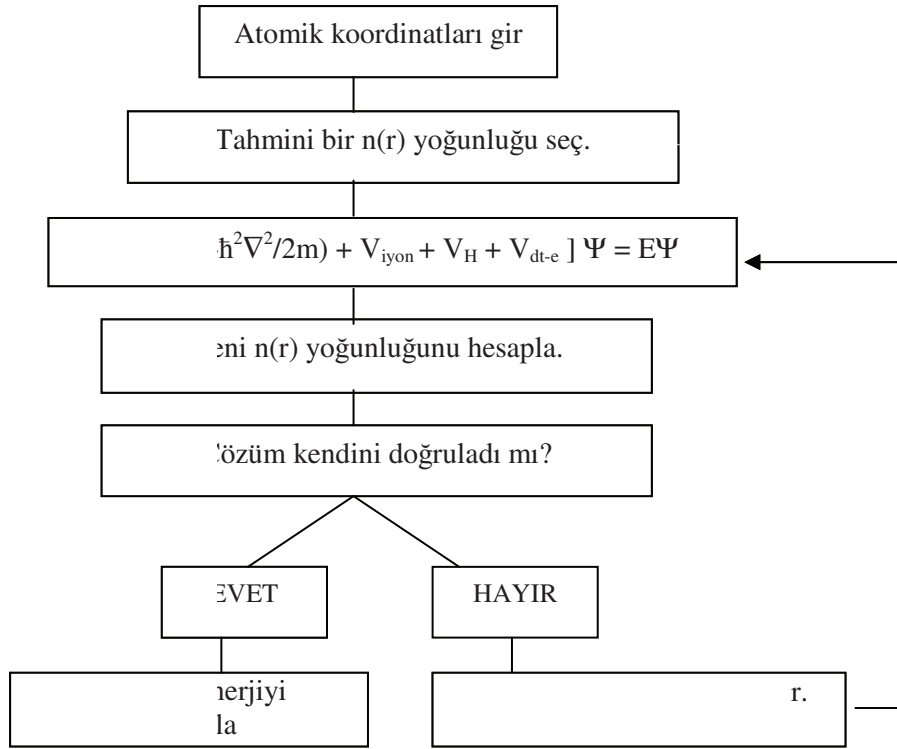 Atomik koordinatları gir
Tahmini bir n(r) yoğunluğu seç.
ħ²∇²/2m) + V_iyon + V_H + V_dt-e ] Ψ = EΨ
eni n(r) yoğunluğunu hesapla.
özüm kendini doğruladı mı?
EVET
HAYIR
nerjiyi
la
r.